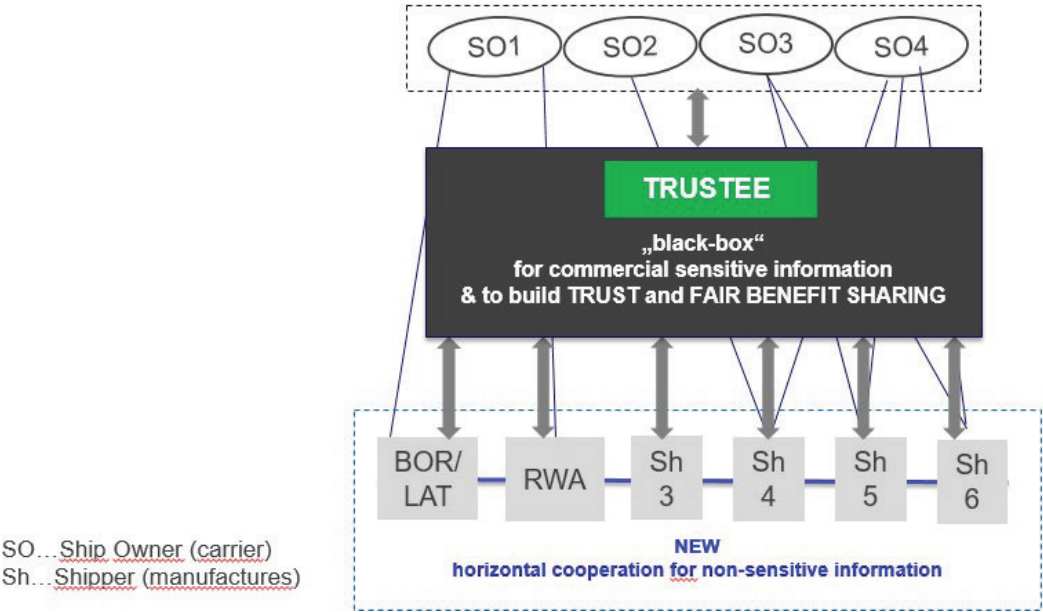 SO1 SO2 SO3 SO4
TRUSTEE
„black-box“
for commercial sensitive information
& to build TRUST and FAIR BENEFIT SHARING
BOR/
LAT
RWA
Sh
3
Sh
4
Sh
5
Sh
6
NEW
horizontal cooperation for non-sensitive information
SO...Ship Owner (carrier)
Sh...Shipper (manufactures)